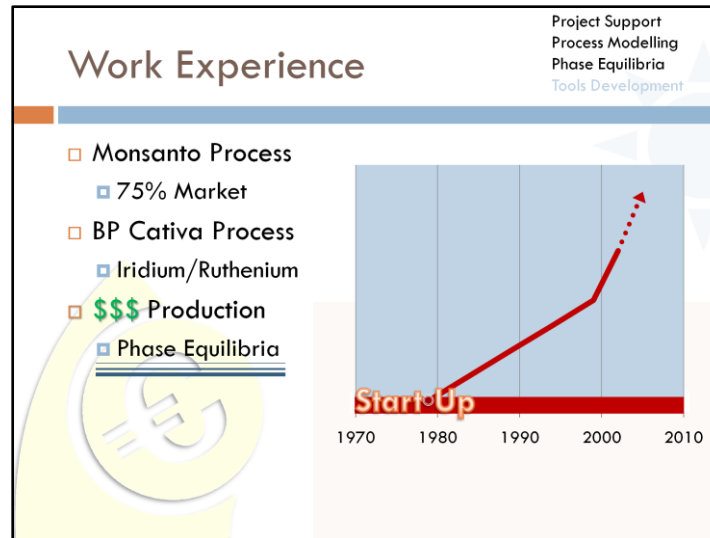 Work Experience
Project Support
Process Modelling
Phase Equilibria
Tools Development
Monsanto Process
75% Market
BP Cativa Process
Iridium/Ruthenium
$$$ Production
Phase Equilibria
€
Start Up
1970 1980 1990 2000 2010